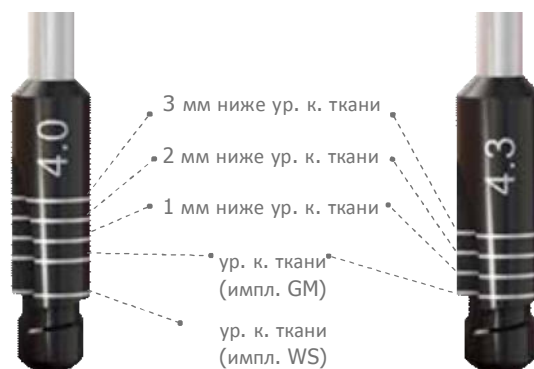 4.0
4.3
3 мм ниже ур. к. ткани
2 мм ниже ур. к. ткани
1 мм ниже ур. к. ткани
ур. к. ткани
(импл. GM)
ур. к. ткани
(импл. WS)